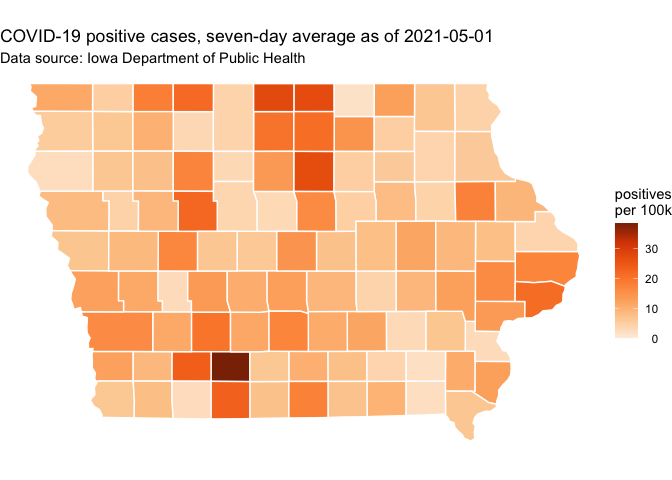 COVID-19 positive cases, seven-day average as of 2021-05-01
Data source: Iowa Department of Public Health
positives
per 100k
30
20
10
0